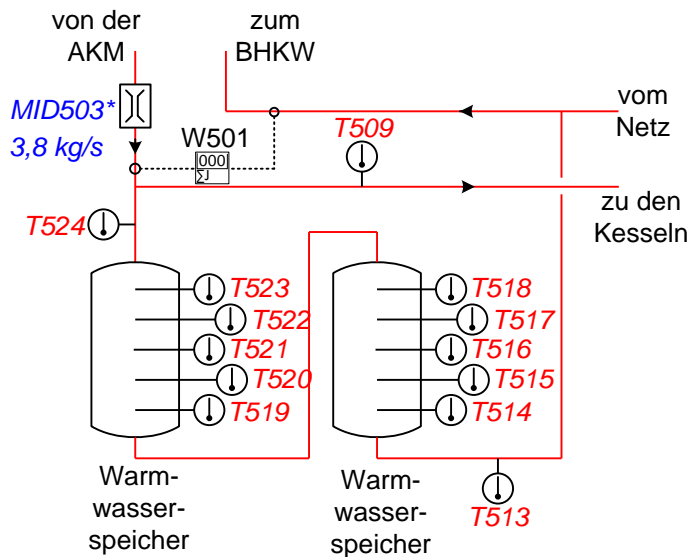 von der
AKM
zum
BHKW
MID503*
3,8 kg/s
W501
000
ΣJ
T509
vom
Netz
zu den
Kesseln
T524
T523
T522
T521
T520
T519
T518
T517
T516
T515
T514
Warm-
wasser-
speicher
Warm-
wasser-
speicher
T513